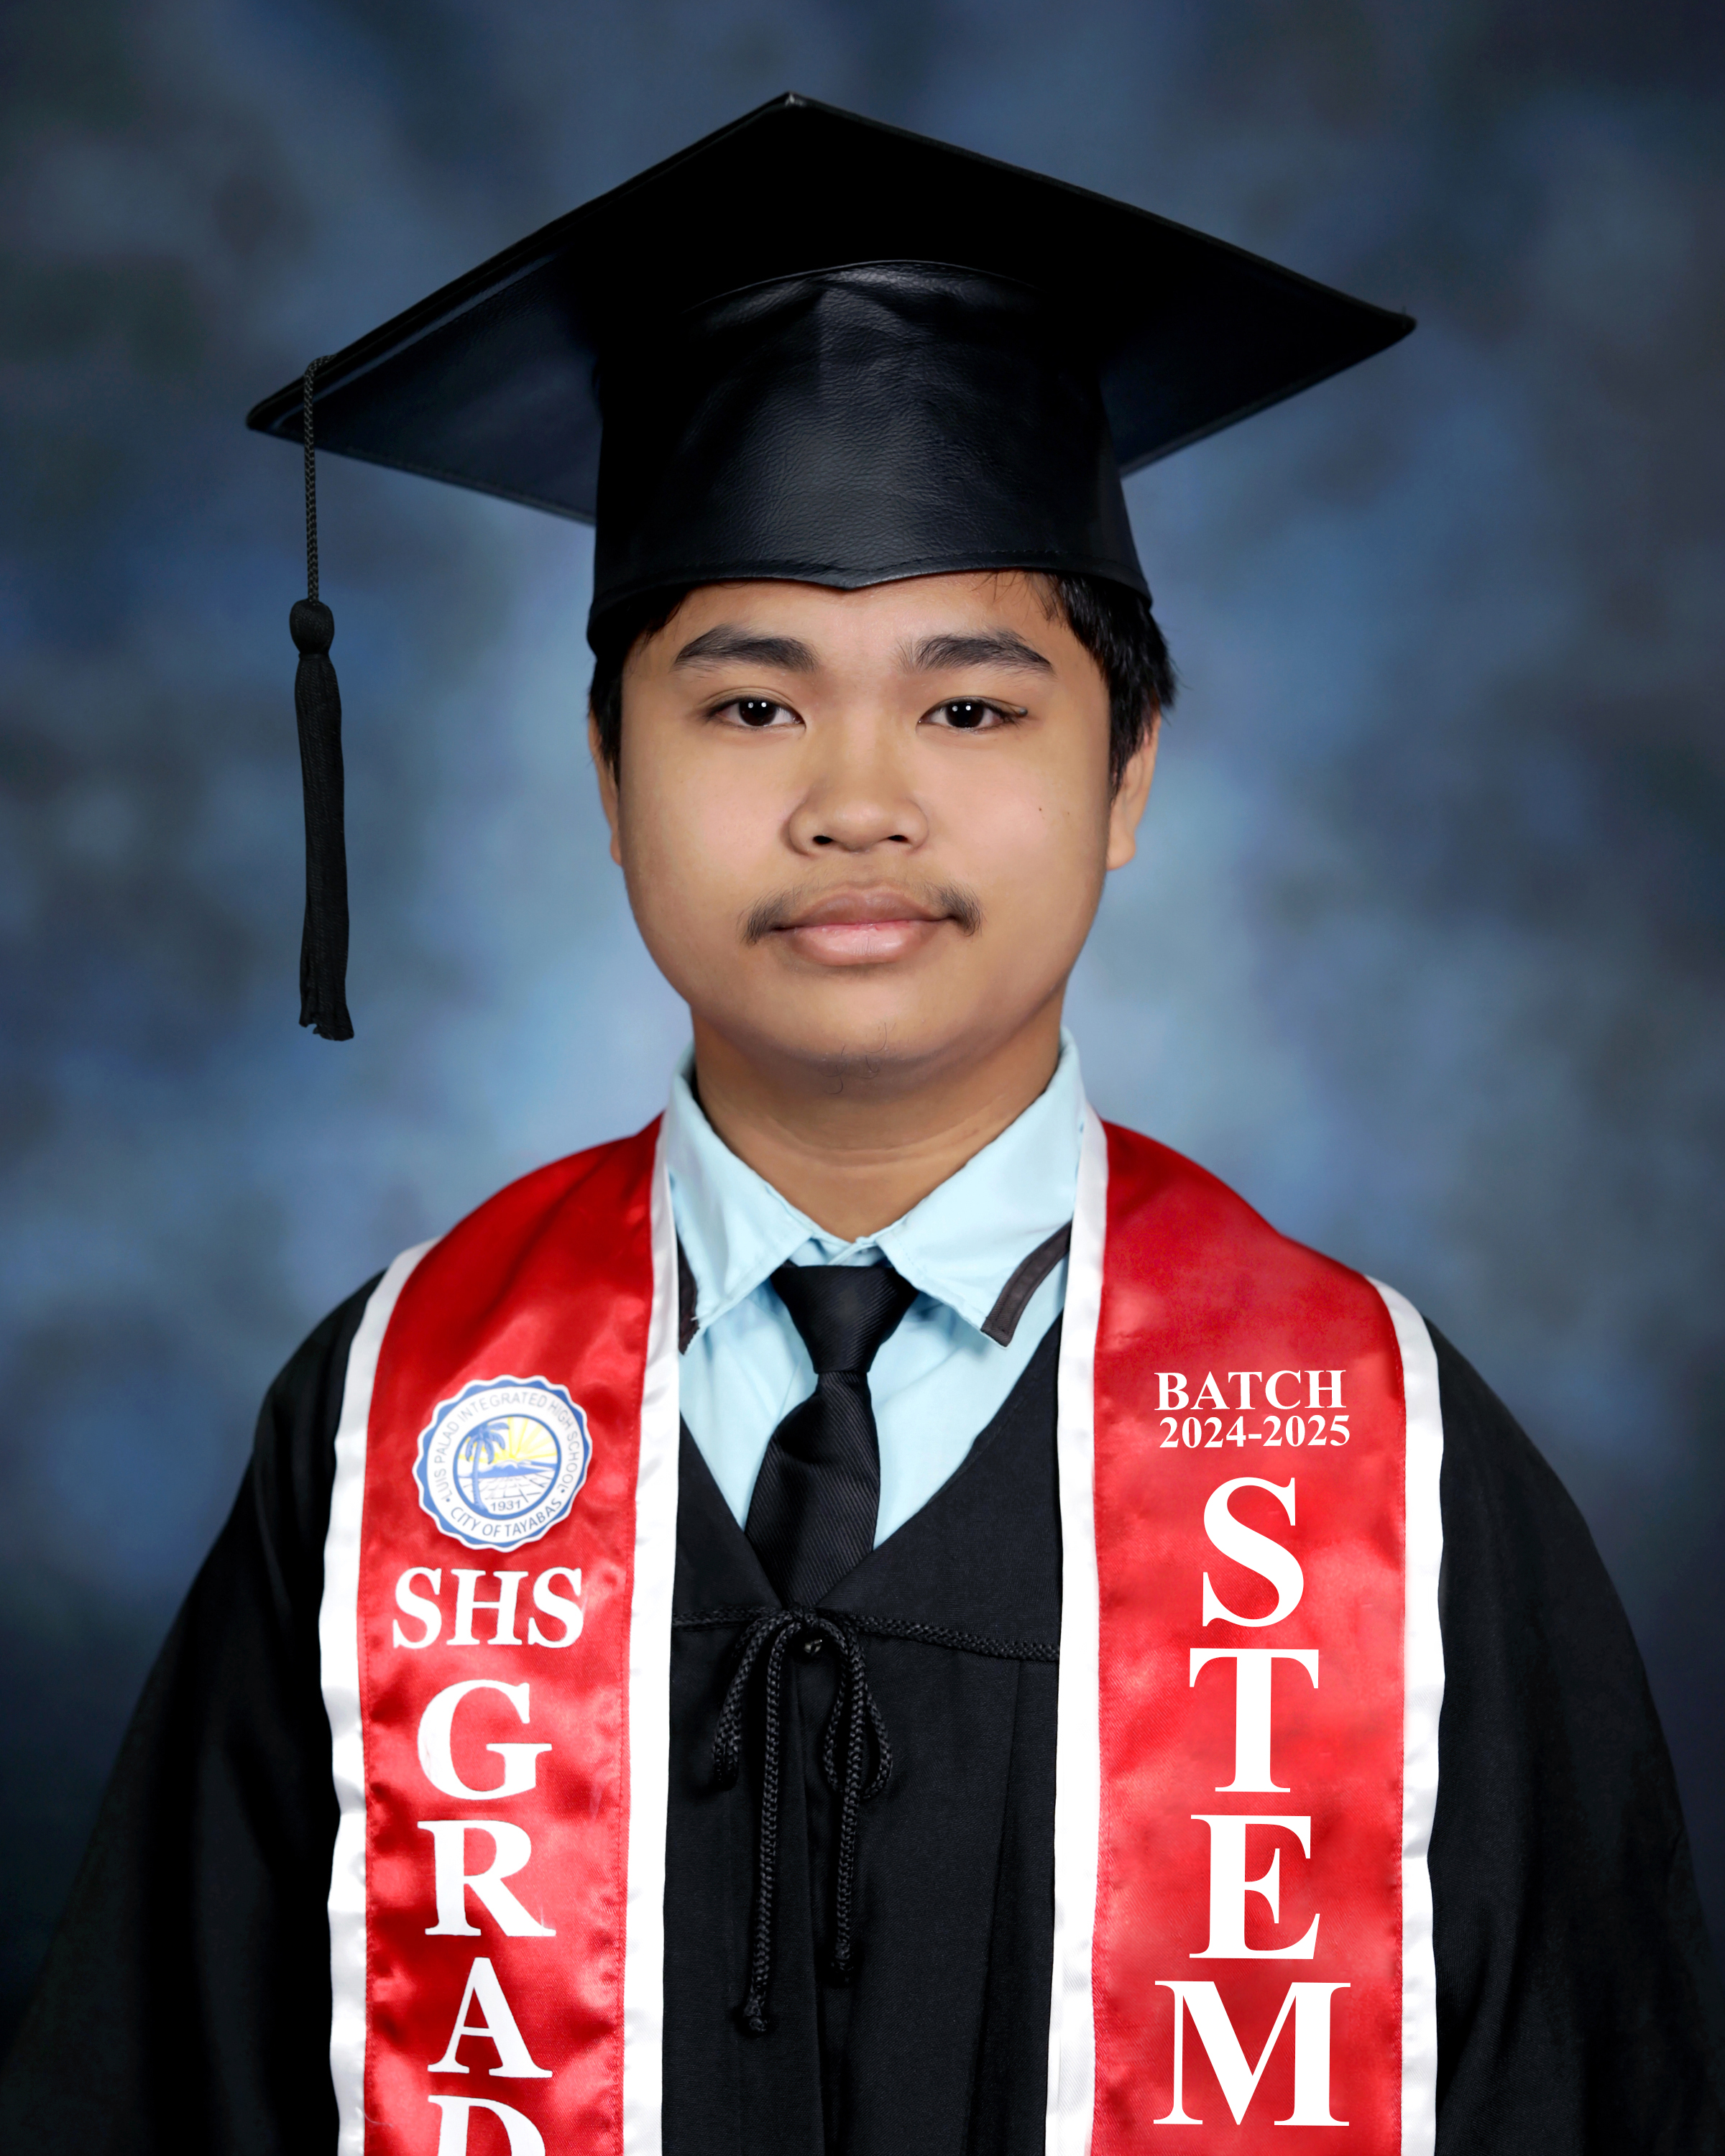 LUIS PALAD INTEGRATED HIGH SCHOOL
1931
CITY OF TAYABAS
SHS
G
R
A
D
BATCH
2024-2025
S
T
E
M